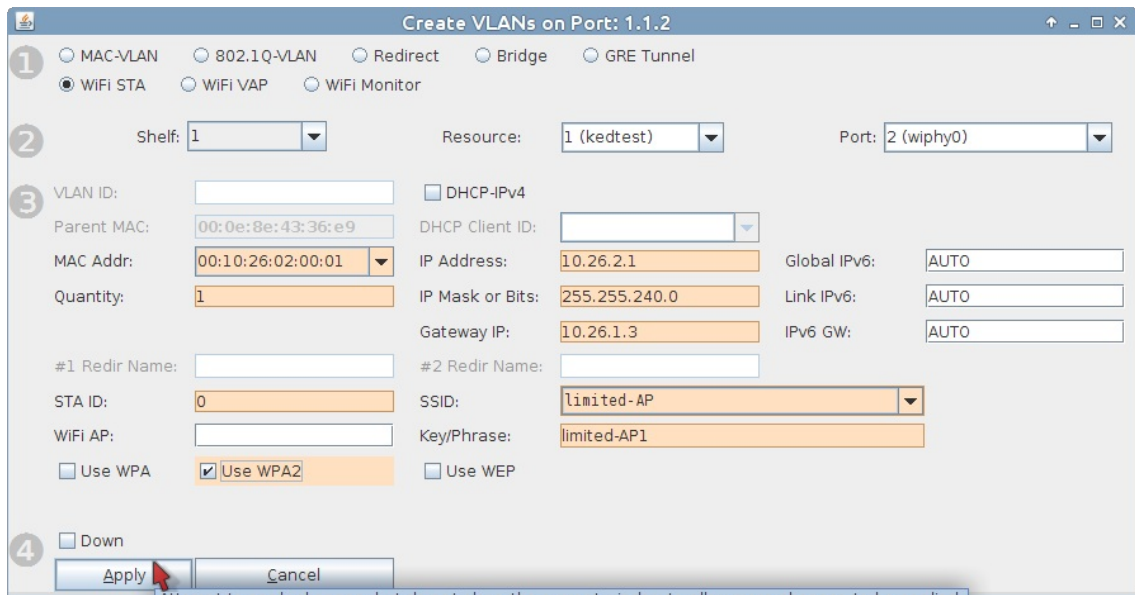 Create VLANs on Port: 1.1.2
1 MAC-VLAN 802.1Q-VLAN Redirect Bridge GRE Tunnel
WiFi STA WiFi VAP WiFi Monitor
2 Shelf: 1 Resource: 1 (kedtest) Port: 2 (wiphy0)
3 VLAN ID: DHCP-IPv4
Parent MAC: 00:0e:8e:43:36:e9 DHCP Client ID:
MAC Addr: 00:10:26:02:00:01 IP Address: 10.26.2.1 Global IPv6: AUTO
Quantity: 1 IP Mask or Bits: 255.255.240.0 Link IPv6: AUTO
Gateway IP: 10.26.1.3 IPv6 GW: AUTO
#1 Redir Name: #2 Redir Name:
STA ID: 0 SSID: limited-AP
WiFi AP: Key/Phrase: limited-AP1
Use WPA Use WPA2 Use WEP
4 Down
Apply Cancel